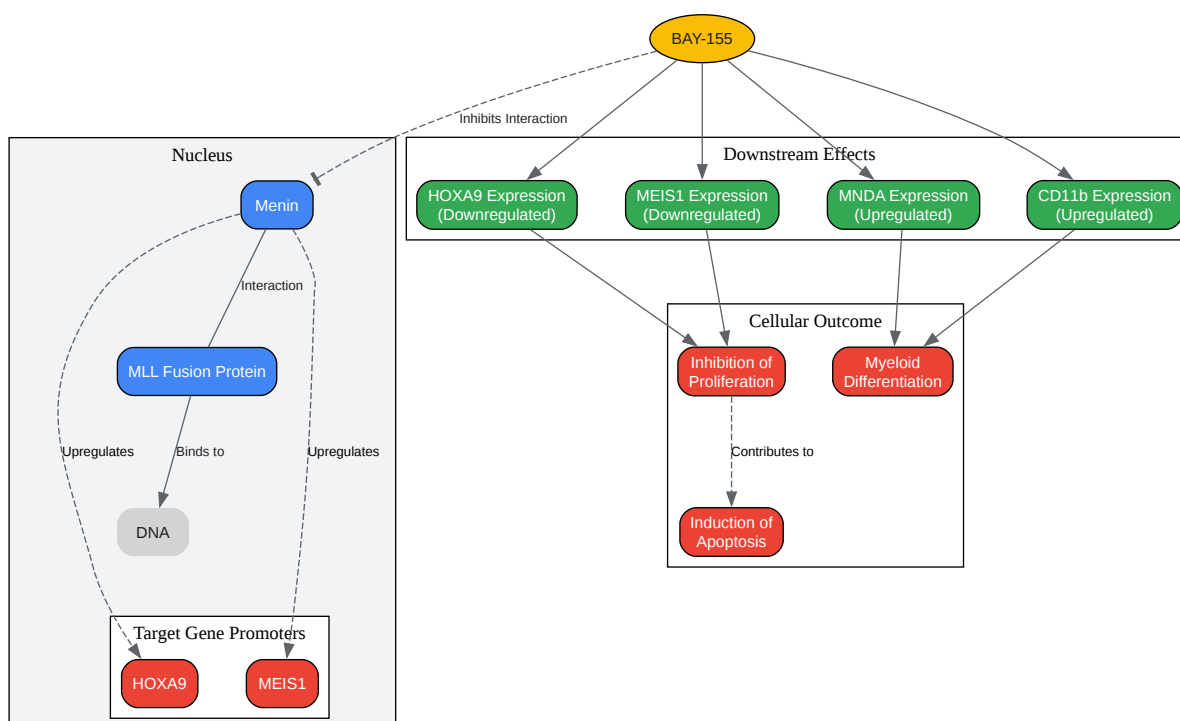 BAY-155
Inhibits Interaction
Nucleus
Downstream Effects
Menin
HOXA9 Expression
(Downregulated)
MEIS1 Expression
(Downregulated)
MNDA Expression
(Upregulated)
CD11b Expression
(Upregulated)
Interaction
Cellular Outcome
MLL Fusion Protein
Inhibition of
Proliferation
Myeloid
Differentiation
Upregulates
Binds to
Upregulates
Contributes to
DNA
Induction of
Apoptosis
Target Gene Promoters
HOXA9
MEIS1